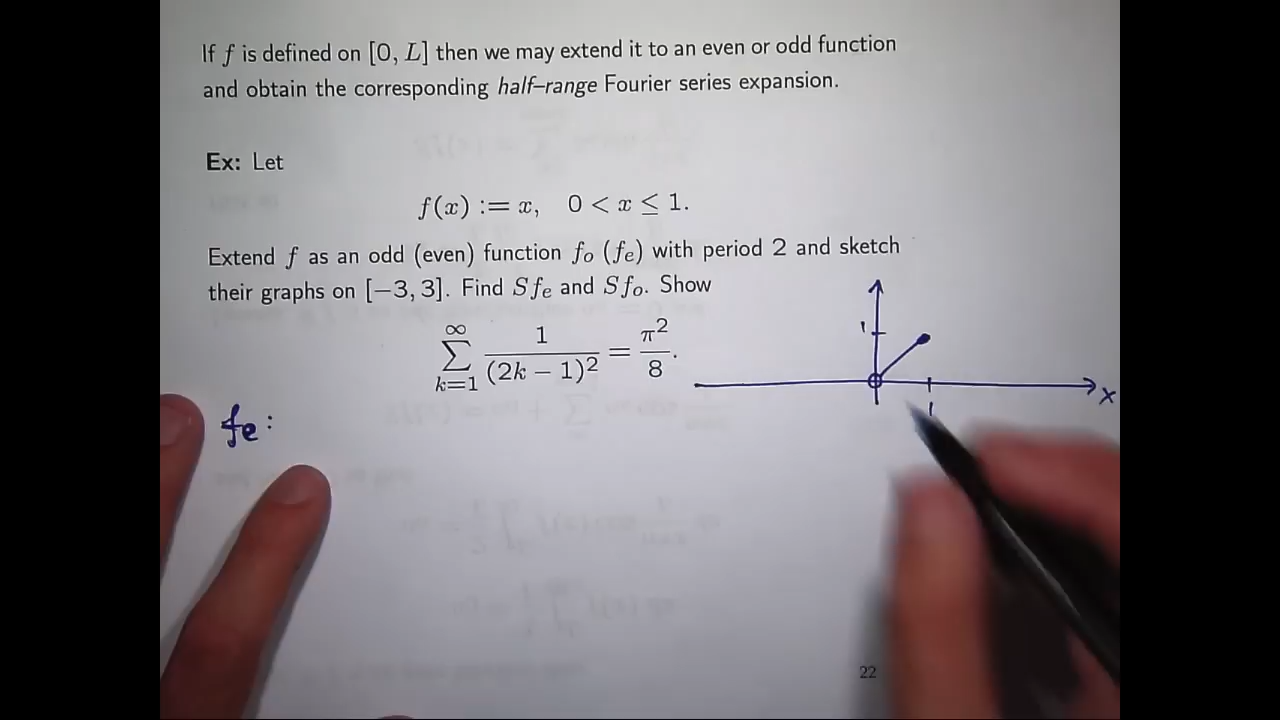 If f is defined on [0, L] then we may extend it to an even or odd function
and obtain the corresponding half–range Fourier series expansion.
Ex: Let
f(x) := x, 0 < x ≤ 1.
Extend f as an odd (even) function f_o (f_e) with period 2 and sketch
their graphs on [−3, 3]. Find Sf_e and Sf_o. Show
\sum_{k=1}^{∞} \frac{1}{(2k − 1)^2} = \frac{π^2}{8}.
1
x
1
fe:
22